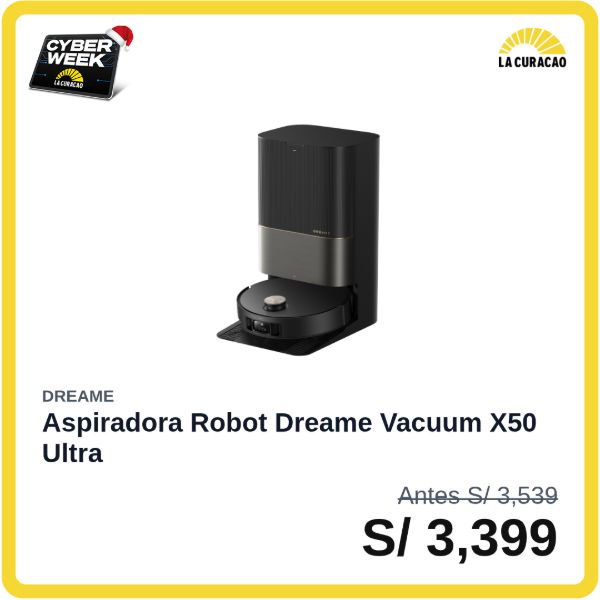 CYBER
WEEK
LA CURACAO
LA CURACAO
DREAME
Aspiradora Robot Dreame Vacuum X50
Ultra
Antes S/ 3,539
S/ 3,399